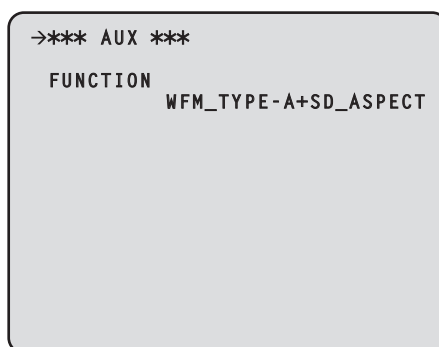 →*** AUX ***
FUNCTION
WFM_TYPE-A+SD_ASPECT